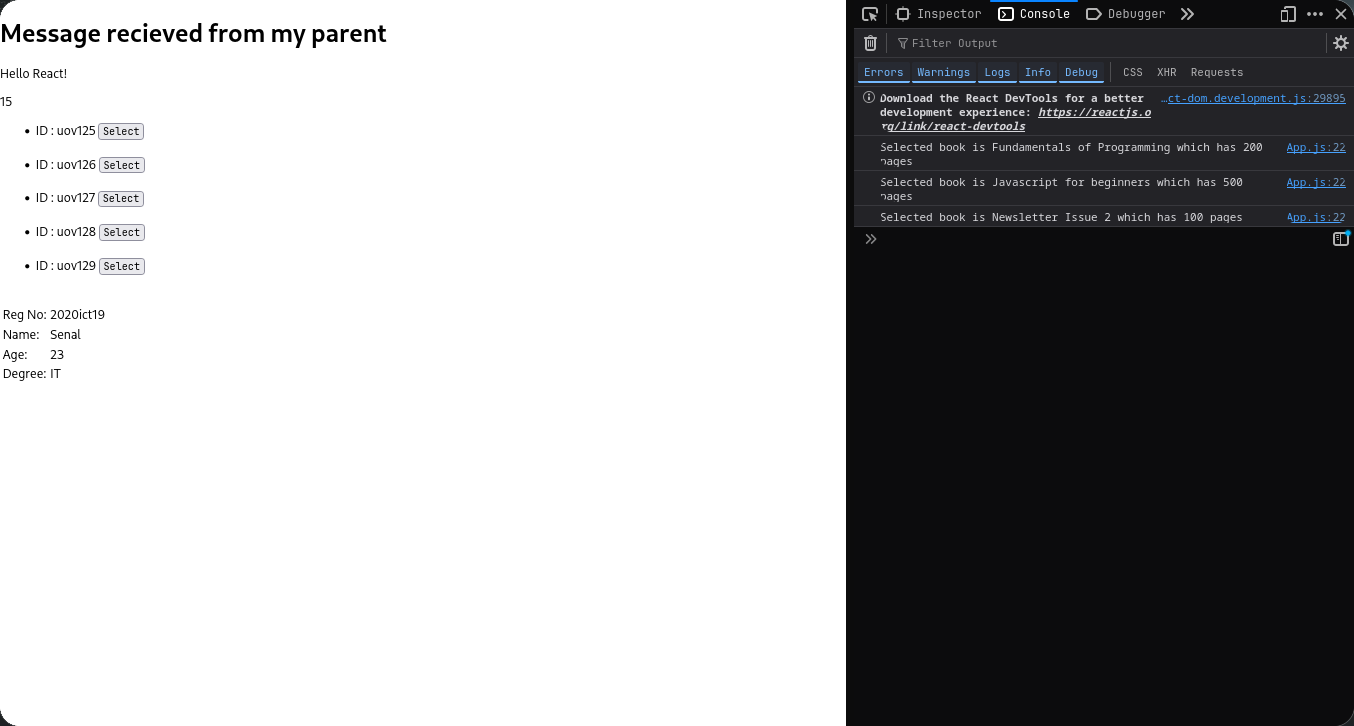 Message recieved from my parent
Hello React!
15
ID : uov125 Select
ID : uov126 Select
ID : uov127 Select
ID : uov128 Select
ID : uov129 Select
Reg No: 2020ict19
Name: Senal
Age: 23
Degree: IT
Inspector Console Debugger
Filter Output
Errors Warnings Logs Info Debug CSS XHR Requests
Download the React DevTools for a better …ct-dom.development.js:29895
development experience: https://reactjs.o
rg/link/react-devtools
Selected book is Fundamentals of Programming which has 200 App.js:22
pages
Selected book is Javascript for beginners which has 500 App.js:22
pages
Selected book is Newsletter Issue 2 which has 100 pages App.js:22